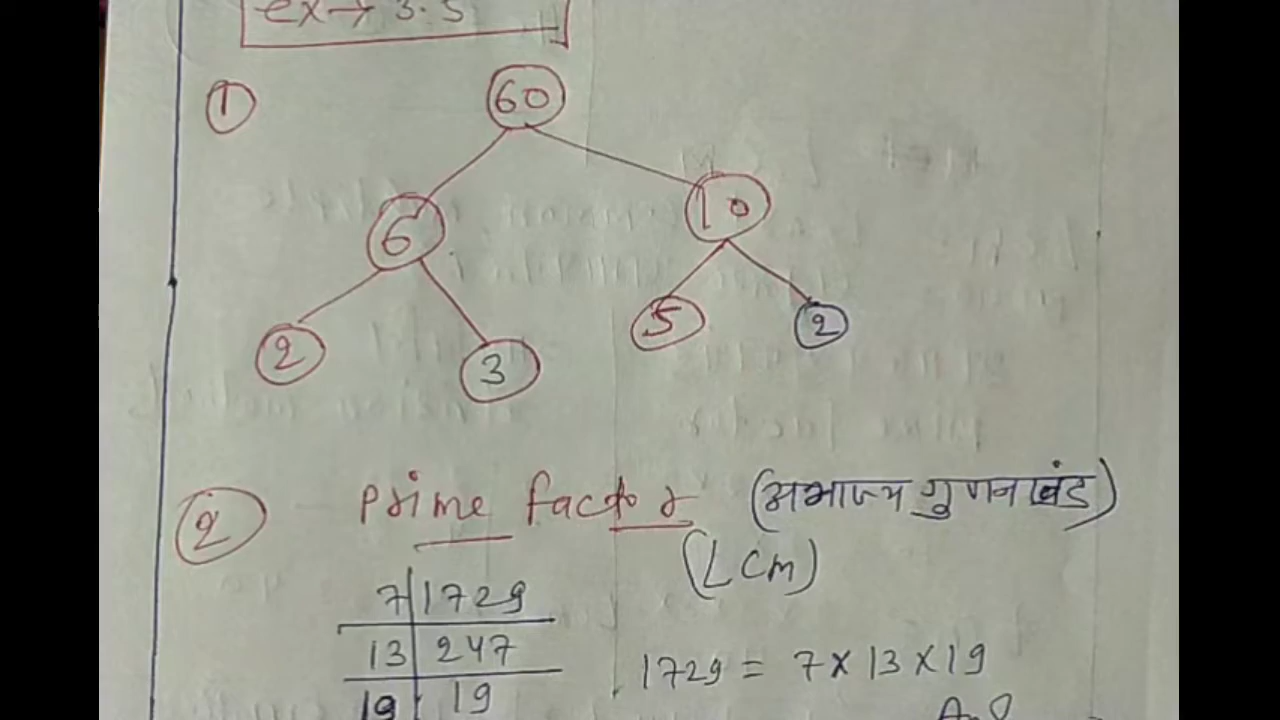 ex → 3.5
① 60
6 10
2 3 5 2
② Prime factor (अभाज्य गुणनखंड)
(LCM)
7 | 1729
13 | 247
1729 = 7 × 13 × 19
19 | 19
Ans